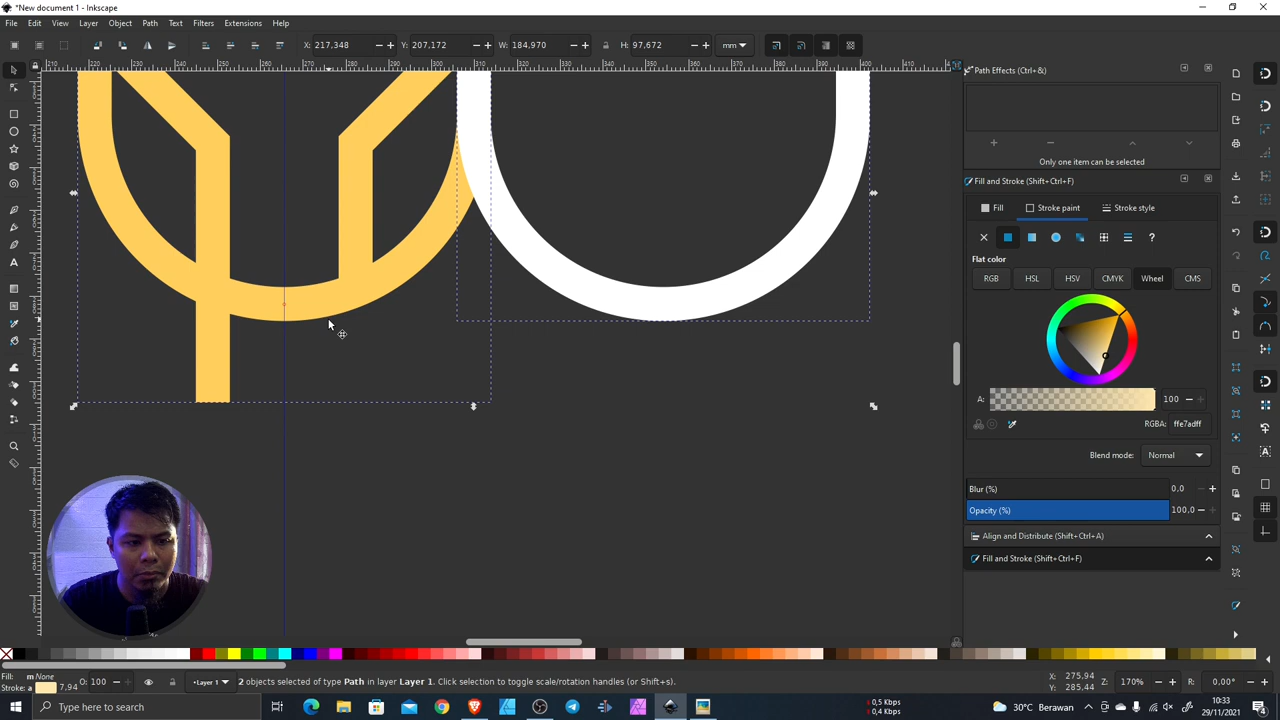 *New document 1 - Inkscape
File Edit View Layer Object Path Text Filters Extensions Help
X: 217,348 Y: 207,172 W: 184,970 H: 97,672 mm
Path Effects (Ctrl+&)
Only one item can be selected
Fill and Stroke (Shift+Ctrl+F)
Fill Stroke paint Stroke style
?
Flat color
RGB HSL HSV CMYK Wheel CMS
A: 100
RGBA: ffe7adff
Blend mode: Normal
Blur (%) 0,0
Opacity (%) 100,0
Align and Distribute (Shift+Ctrl+A)
Fill and Stroke (Shift+Ctrl+F)
Fill: m None
Stroke: a 7.94 O: 100 Layer 1 2 objects selected of type Path in layer Layer 1. Click selection to toggle scale/rotation handles (or Shift+s).
X: 275,94
Y: 285,44
Z: 170% R: 0,00°
Type here to search
0,5 Kbps
0,4 Kbps
30°C Berawan
10:33
29/11/2021